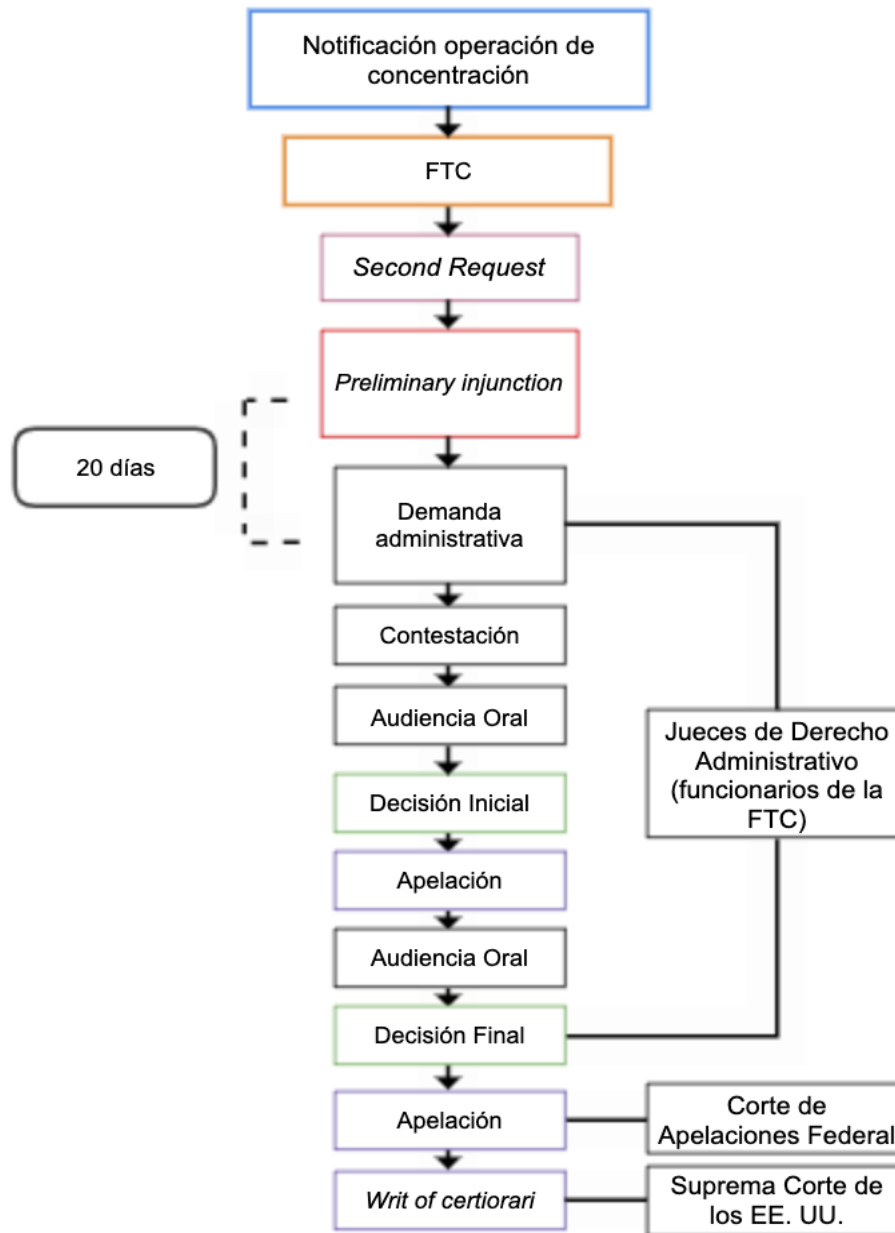 Notificación operación de
concentración
FTC
Second Request
Preliminary injunction
20 días
Demanda
administrativa
Contestación
Audiencia Oral
Jueces de Derecho
Administrativo
(funcionarios de la
FTC)
Decisión Inicial
Apelación
Audiencia Oral
Decisión Final
Apelación
Corte de
Apelaciones Federal
Writ of certiorari
Suprema Corte de
los EE. UU.